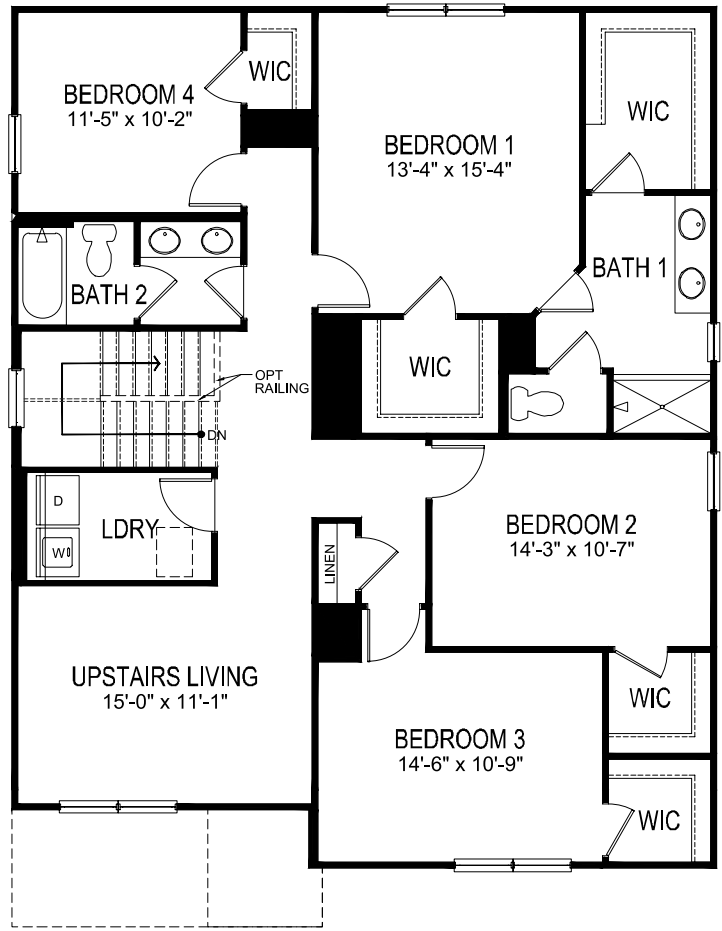 BEDROOM 4
11'-5" x 10'-2"
WIC
BEDROOM 1
13'-4" x 15'-4"
WIC
BATH 2
BATH 1
WIC
OPT
RAILING
DN
D
W
LDRY
LINEN
BEDROOM 2
14'-3" x 10'-7"
UPSTAIRS LIVING
15'-0" x 11'-1"
WIC
BEDROOM 3
14'-6" x 10'-9"
WIC